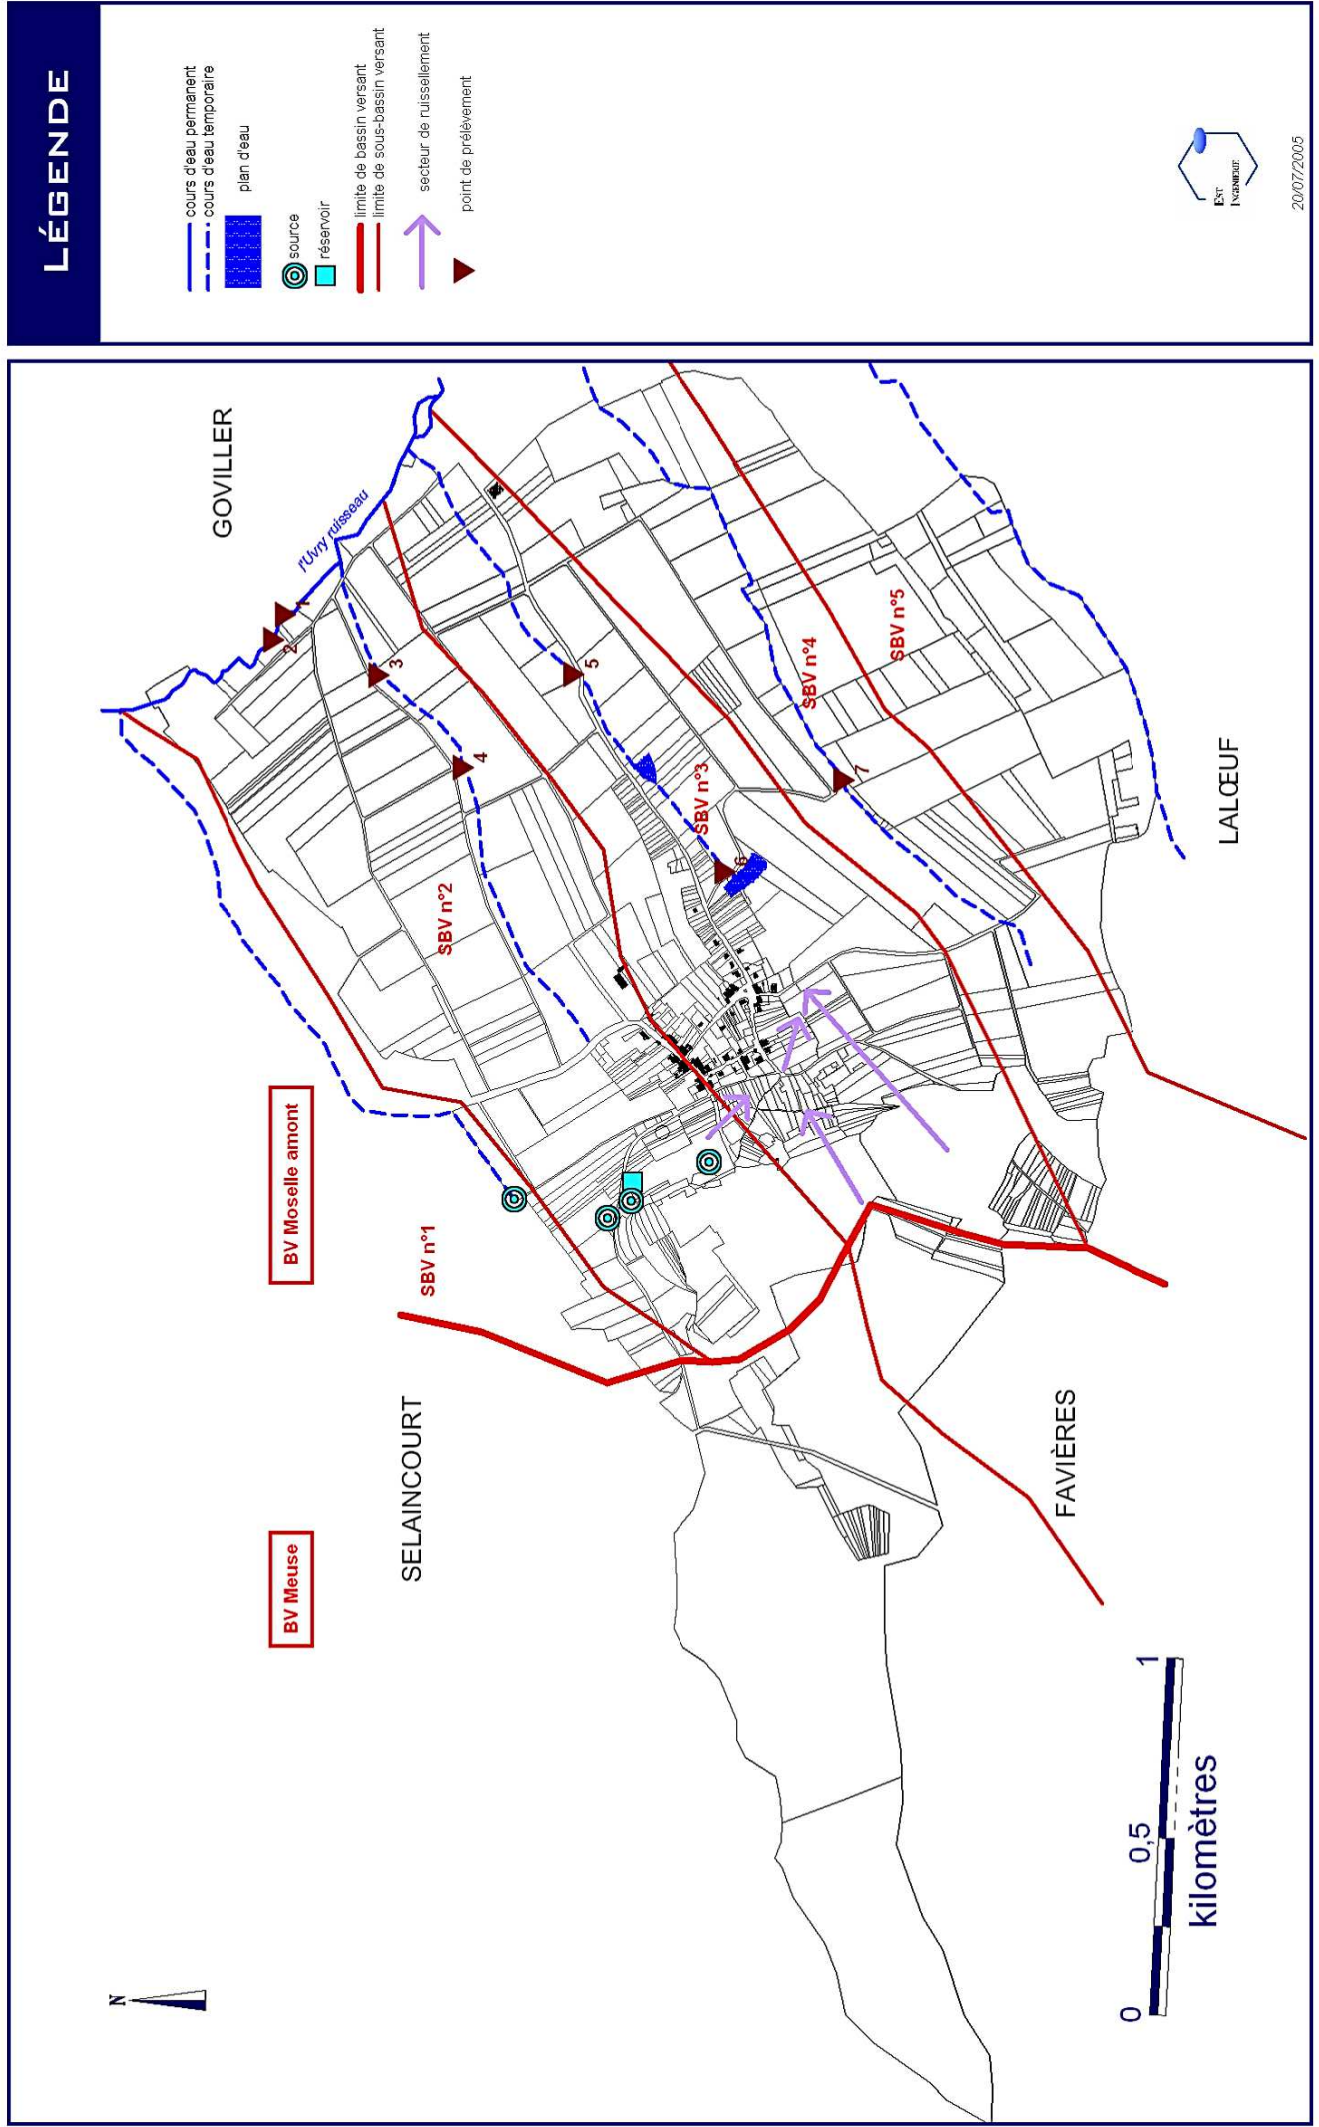 LÉGENDE
cours d'eau permanent
cours d'eau temporaire
plan d'eau
source
réservoir
limite de bassin versant
limite de sous-bassin versant
secteur de ruissellement
point de prélèvement
EST
INGENIERIE
20/07/2005
N
BV Meuse
BV Moselle amont
GOVILLER
l'Uvry ruisseau
SELAINCOURT
SBV n°1
SBV n°2
SBV n°3
SBV n°4
SBV n°5
1
2
3
4
5
6
7
FAVIÈRES
LALŒUF
0
0,5
1
kilomètres